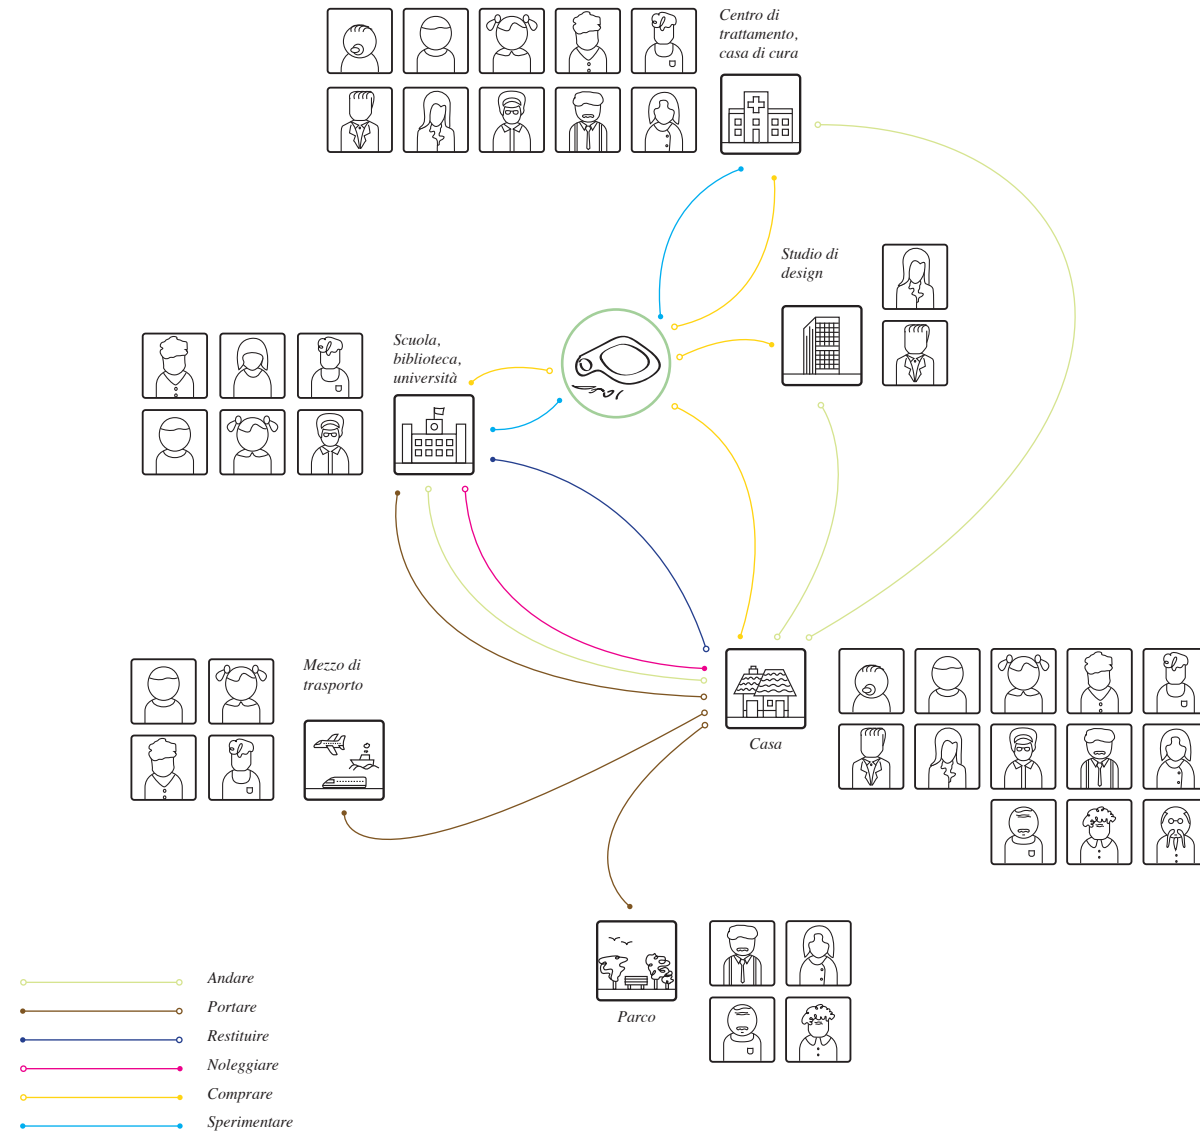 Centro di
trattamento,
casa di cura
Studio di
design
Scuola,
biblioteca,
università
Mezzo di
trasporto
Casa
Parco
Andare
Portare
Restituire
Noleggiare
Comprare
Sperimentare